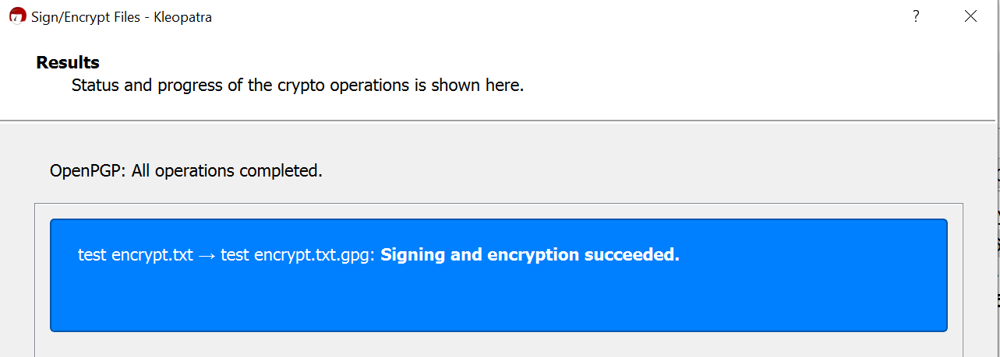 Sign/Encrypt Files - Kleopatra
?
Results
Status and progress of the crypto operations is shown here.
OpenPGP: All operations completed.
test encrypt.txt → test encrypt.txt.gpg: Signing and encryption succeeded.